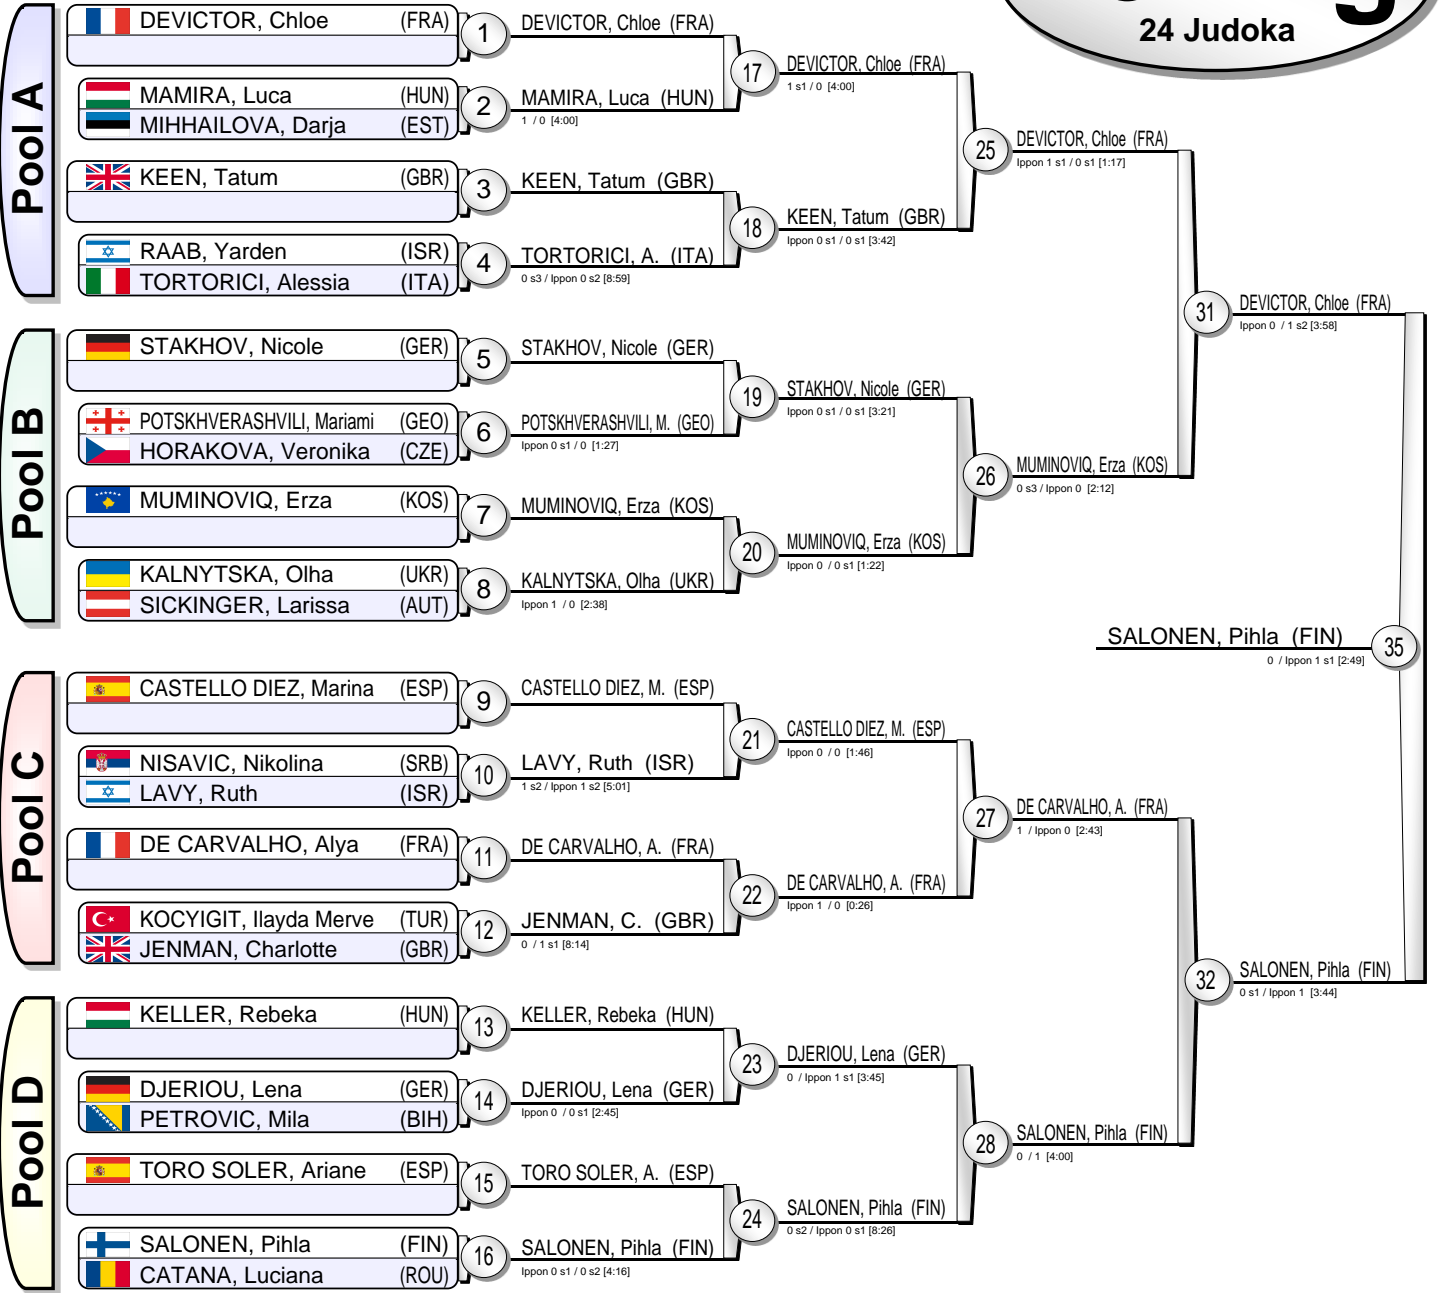 24 Judoka
Pool A
DEVICTOR, Chloe (FRA)
1
MAMIRA, Luca (HUN)
MIHHAILOVA, Darja (EST)
2
KEEN, Tatum (GBR)
3
RAAB, Yarden (ISR)
TORTORICI, Alessia (ITA)
4
Pool B
STAKHOV, Nicole (GER)
5
POTSKHVERASHVILI, Mariami (GEO)
HORAKOVA, Veronika (CZE)
6
MUMINOVIQ, Erza (KOS)
7
KALNYTSKA, Olha (UKR)
SICKINGER, Larissa (AUT)
8
Pool C
CASTELLO DIEZ, Marina (ESP)
9
NISAVIC, Nikolina (SRB)
LAVY, Ruth (ISR)
10
DE CARVALHO, Alya (FRA)
11
KOCYIGIT, Ilayda Merve (TUR)
JENMAN, Charlotte (GBR)
12
Pool D
KELLER, Rebeka (HUN)
13
DJERIOU, Lena (GER)
PETROVIC, Mila (BIH)
14
TORO SOLER, Ariane (ESP)
15
SALONEN, Pihla (FIN)
CATANA, Luciana (ROU)
16
DEVICTOR, Chloe (FRA)
MAMIRA, Luca (HUN)
1 / 0 [4:00]
17
KEEN, Tatum (GBR)
TORTORICI, A. (ITA)
0 s3 / Ippon 0 s2 [8:59]
18
STAKHOV, Nicole (GER)
POTSKHVERASHVILI, M. (GEO)
Ippon 0 s1 / 0 [1:27]
19
MUMINOVIQ, Erza (KOS)
KALNYTSKA, Olha (UKR)
Ippon 1 / 0 [2:38]
20
CASTELLO DIEZ, M. (ESP)
LAVY, Ruth (ISR)
1 s2 / Ippon 1 s2 [5:01]
21
DE CARVALHO, A. (FRA)
JENMAN, C. (GBR)
0 / 1 s1 [8:14]
22
KELLER, Rebeka (HUN)
DJERIOU, Lena (GER)
Ippon 0 / 0 s1 [2:45]
23
TORO SOLER, A. (ESP)
SALONEN, Pihla (FIN)
Ippon 0 s1 / 0 s2 [4:16]
24
DEVICTOR, Chloe (FRA)
1 s1 / 0 [4:00]
KEEN, Tatum (GBR)
Ippon 0 s1 / 0 s1 [3:42]
25
STAKHOV, Nicole (GER)
Ippon 0 s1 / 0 s1 [3:21]
MUMINOVIQ, Erza (KOS)
Ippon 0 / 0 s1 [1:22]
26
CASTELLO DIEZ, M. (ESP)
Ippon 0 / 0 [1:46]
DE CARVALHO, A. (FRA)
Ippon 1 / 0 [0:26]
27
DJERIOU, Lena (GER)
0 / Ippon 1 s1 [3:45]
SALONEN, Pihla (FIN)
0 s2 / Ippon 0 s1 [8:26]
28
DEVICTOR, Chloe (FRA)
Ippon 1 s1 / 0 s1 [1:17]
MUMINOVIQ, Erza (KOS)
0 s3 / Ippon 0 [2:12]
31
DE CARVALHO, A. (FRA)
1 / Ippon 0 [2:43]
SALONEN, Pihla (FIN)
0 / 1 [4:00]
32
DEVICTOR, Chloe (FRA)
Ippon 0 / 1 s2 [3:58]
SALONEN, Pihla (FIN)
0 s1 / Ippon 1 [3:44]
SALONEN, Pihla (FIN)
0 / Ippon 1 s1 [2:49]
35